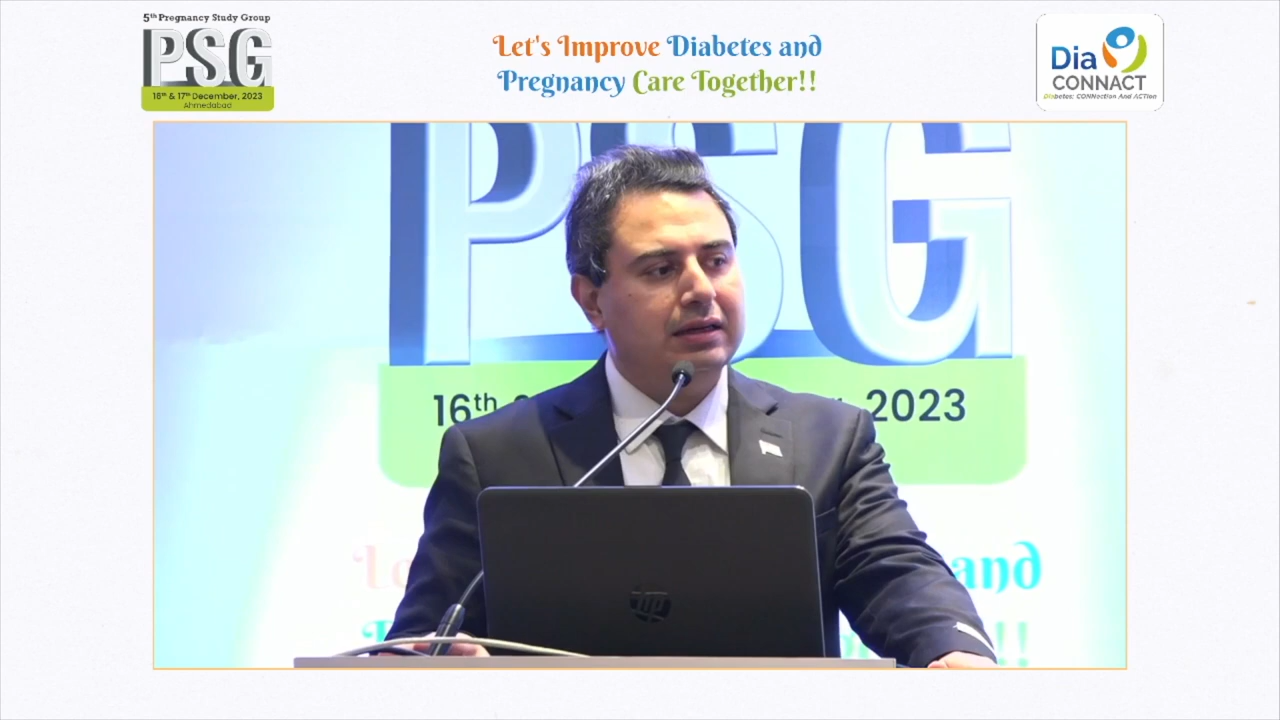 5th Pregnancy Study Group
PSG
16th & 17th December, 2023
Ahmedabad
Let's Improve Diabetes and
Pregnancy Care Together!!
Dia
CONNACT
Diabetes: CONNection And ACTion
PSG
16th
2023
and
!!
hp